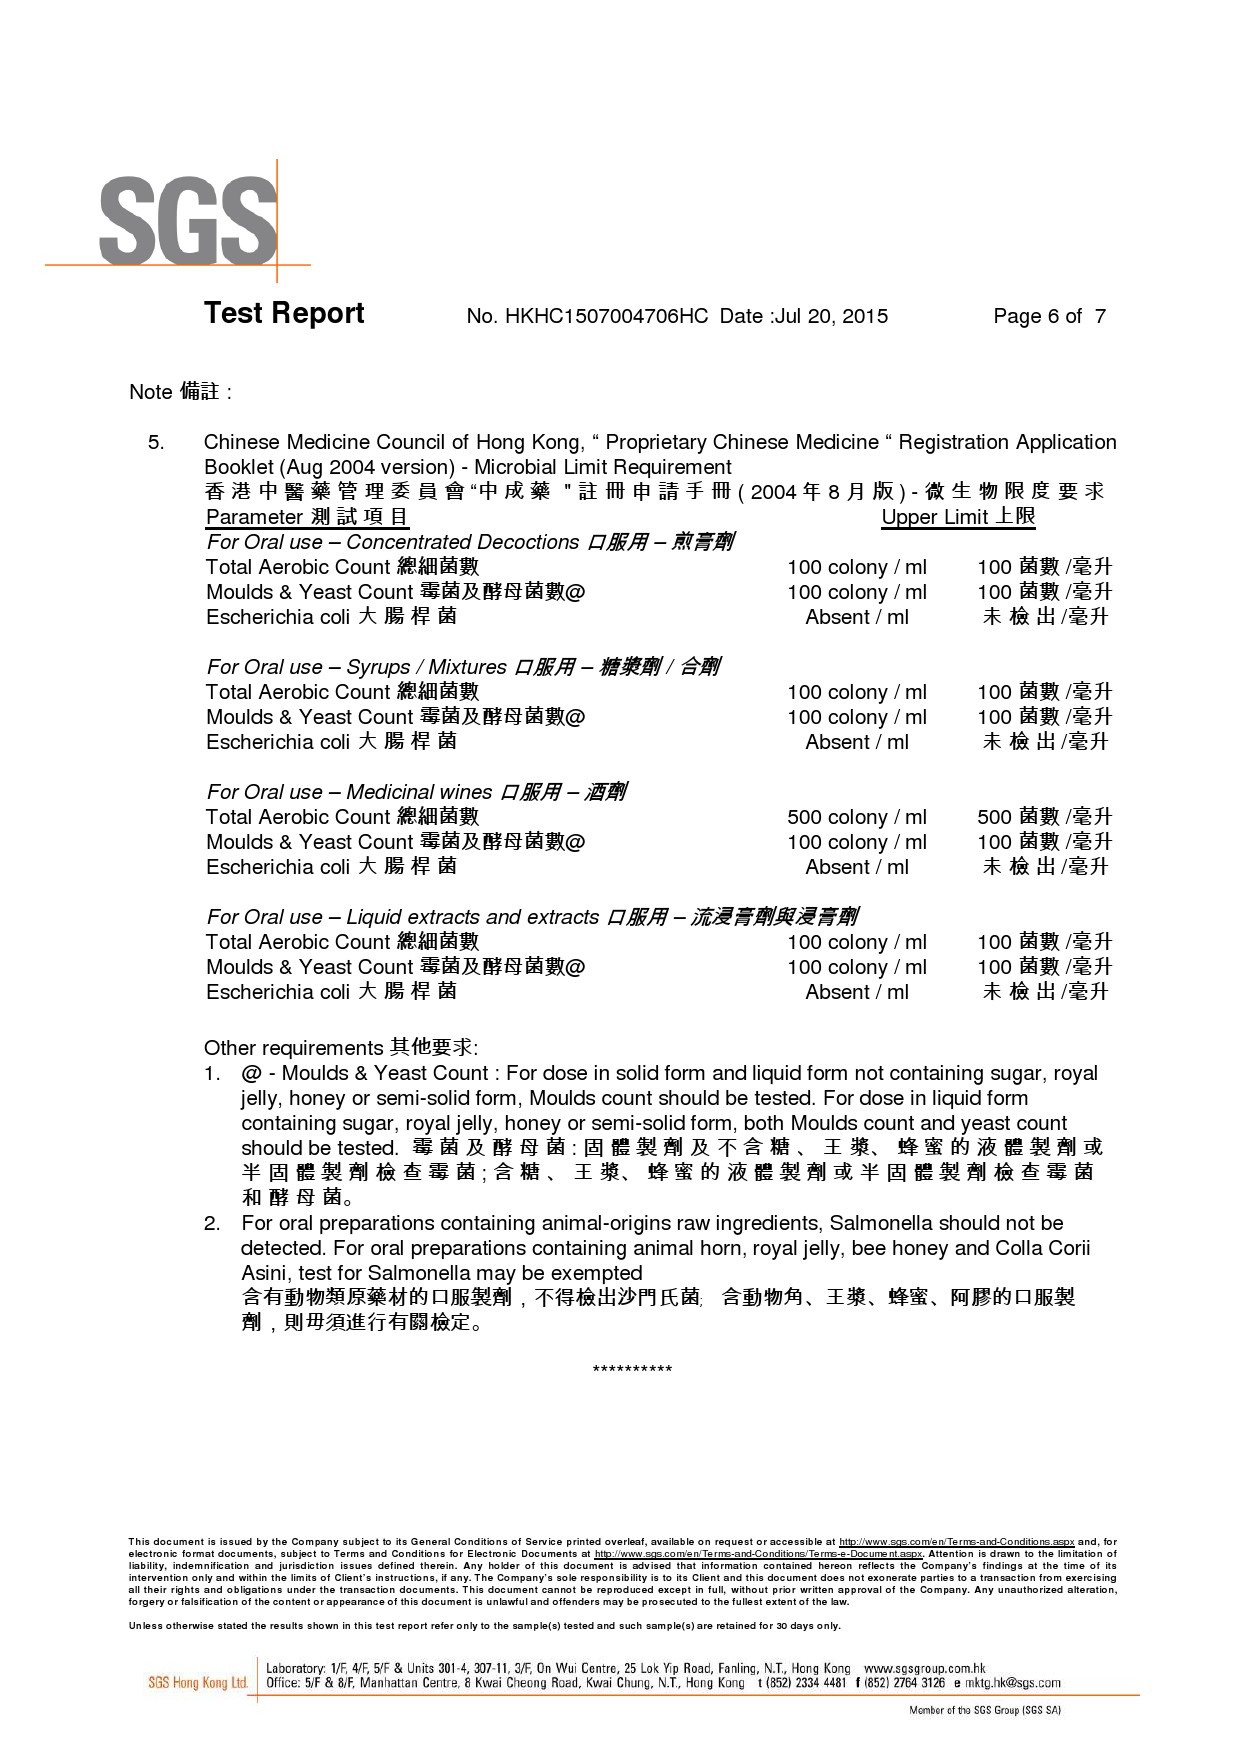 SGS
Test Report No. HKHC1507004706HC Date :Jul 20, 2015 Page 6 of 7
Note 備註 :
5. Chinese Medicine Council of Hong Kong, “ Proprietary Chinese Medicine “ Registration Application
Booklet (Aug 2004 version) - Microbial Limit Requirement
香港中醫藥管理委員會“中成藥 "註冊申請手冊(2004年8月版)-微生物限度要求
Parameter 測試項目 Upper Limit 上限
For Oral use – Concentrated Decoctions 口服用 – 煎膏劑
Total Aerobic Count 總細菌數 100 colony / ml 100 菌數 /毫升
Moulds & Yeast Count 霉菌及酵母菌數@ 100 colony / ml 100 菌數 /毫升
Escherichia coli 大腸桿菌 Absent / ml 未檢出/毫升
For Oral use – Syrups / Mixtures 口服用 – 糖漿劑 / 合劑
Total Aerobic Count 總細菌數 100 colony / ml 100 菌數 /毫升
Moulds & Yeast Count 霉菌及酵母菌數@ 100 colony / ml 100 菌數 /毫升
Escherichia coli 大腸桿菌 Absent / ml 未檢出/毫升
For Oral use – Medicinal wines 口服用 – 酒劑
Total Aerobic Count 總細菌數 500 colony / ml 500 菌數 /毫升
Moulds & Yeast Count 霉菌及酵母菌數@ 100 colony / ml 100 菌數 /毫升
Escherichia coli 大腸桿菌 Absent / ml 未檢出/毫升
For Oral use – Liquid extracts and extracts 口服用 – 流浸膏劑與浸膏劑
Total Aerobic Count 總細菌數 100 colony / ml 100 菌數 /毫升
Moulds & Yeast Count 霉菌及酵母菌數@ 100 colony / ml 100 菌數 /毫升
Escherichia coli 大腸桿菌 Absent / ml 未檢出/毫升
Other requirements 其他要求:
1. @ - Moulds & Yeast Count : For dose in solid form and liquid form not containing sugar, royal
jelly, honey or semi-solid form, Moulds count should be tested. For dose in liquid form
containing sugar, royal jelly, honey or semi-solid form, both Moulds count and yeast count
should be tested. 霉菌及酵母菌:固體製劑及不含糖、王漿、蜂蜜的液體製劑或
半固體製劑檢查霉菌;含糖、王漿、蜂蜜的液體製劑或半固體製劑檢查霉菌
和酵母菌。
2. For oral preparations containing animal-origins raw ingredients, Salmonella should not be
detected. For oral preparations containing animal horn, royal jelly, bee honey and Colla Corii
Asini, test for Salmonella may be exempted
含有動物類原藥材的口服製劑，不得檢出沙門氏菌; 含動物角、王漿、蜂蜜、阿膠的口服製
劑，則毋須進行有關檢定。
**********
This document is issued by the Company subject to its General Conditions of Service printed overleaf, available on request or accessible at http://www.sgs.com/en/Terms-and-Conditions.aspx and, for
electronic format documents, subject to Terms and Conditions for Electronic Documents at http://www.sgs.com/en/Terms-and-Conditions/Terms-e-Document.aspx. Attention is drawn to the limitation of
liability, indemnification and jurisdiction issues defined therein. Any holder of this document is advised that information contained hereon reflects the Company's findings at the time of its
intervention only and within the limits of Client's instructions, if any. The Company's sole responsibility is to its Client and this document does not exonerate parties to a transaction from exercising
all their rights and obligations under the transaction documents. This document cannot be reproduced except in full, without prior written approval of the Company. Any unauthorized alteration,
forgery or falsification of the content or appearance of this document is unlawful and offenders may be prosecuted to the fullest extent of the law.
Unless otherwise stated the results shown in this test report refer only to the sample(s) tested and such sample(s) are retained for 30 days only.
Laboratory: 1/F, 4/F, 5/F & Units 301-4, 307-11, 3/F, On Wui Centre, 25 Lok Yip Road, Fanling, N.T., Hong Kong www.sgsgroup.com.hk
SGS Hong Kong Ltd. Office: 5/F & 8/F, Manhattan Centre, 8 Kwai Cheong Road, Kwai Chung, N.T., Hong Kong t (852) 2334 4481 f (852) 2764 3126 e mktg.hk@sgs.com
Member of the SGS Group (SGS SA)